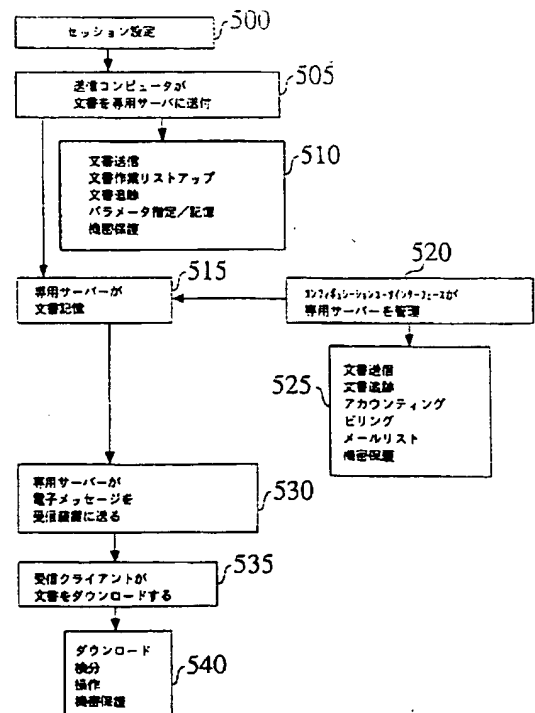 セッション設定
500
送信コンピュータが
文書を専用サーバに送付
505
文書送信
文書作業リストアップ
文書追跡
パラメータ指定/記憶
機密保護
510
専用サーバーが
文書記憶
515
520
コンフィギュレーションユーザインターフェースが
専用サーバーを管理
525
文書送信
文書追跡
アカウンティング
ビリング
メールリスト
機密保護
専用サーバーが
電子メッセージを
受信装置に送る
530
受信クライアントが
文書をダウンロードする
535
ダウンロード
検分
操作
機密保護
540